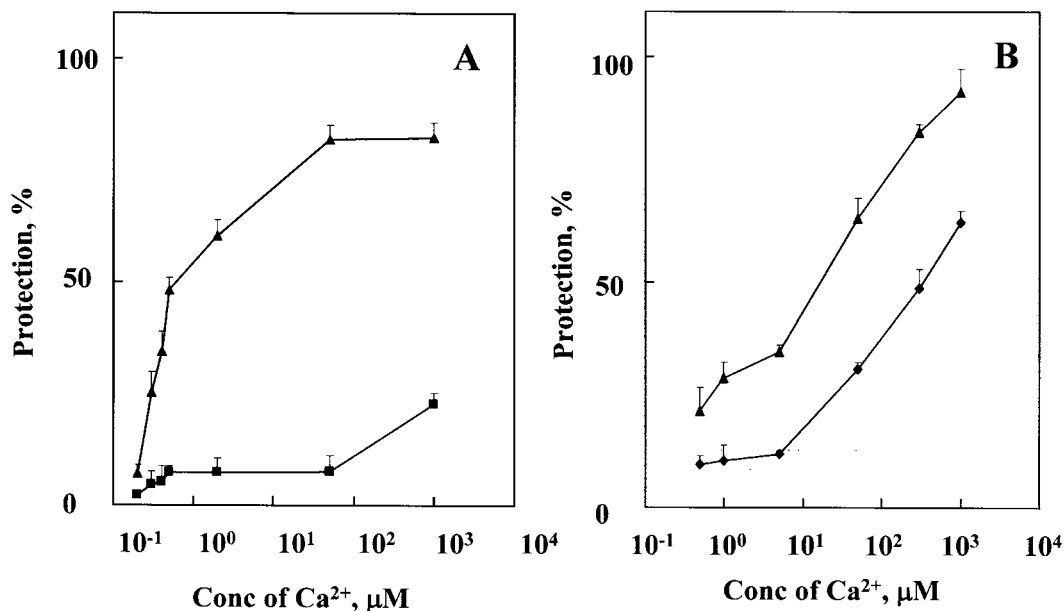 A
100
50
0
Protection, %
10⁻¹ 10⁰ 10¹ 10² 10³ 10⁴
Conc of Ca²⁺, μM
B
100
50
0
Protection, %
10⁻¹ 10⁰ 10¹ 10² 10³ 10⁴
Conc of Ca²⁺, μM